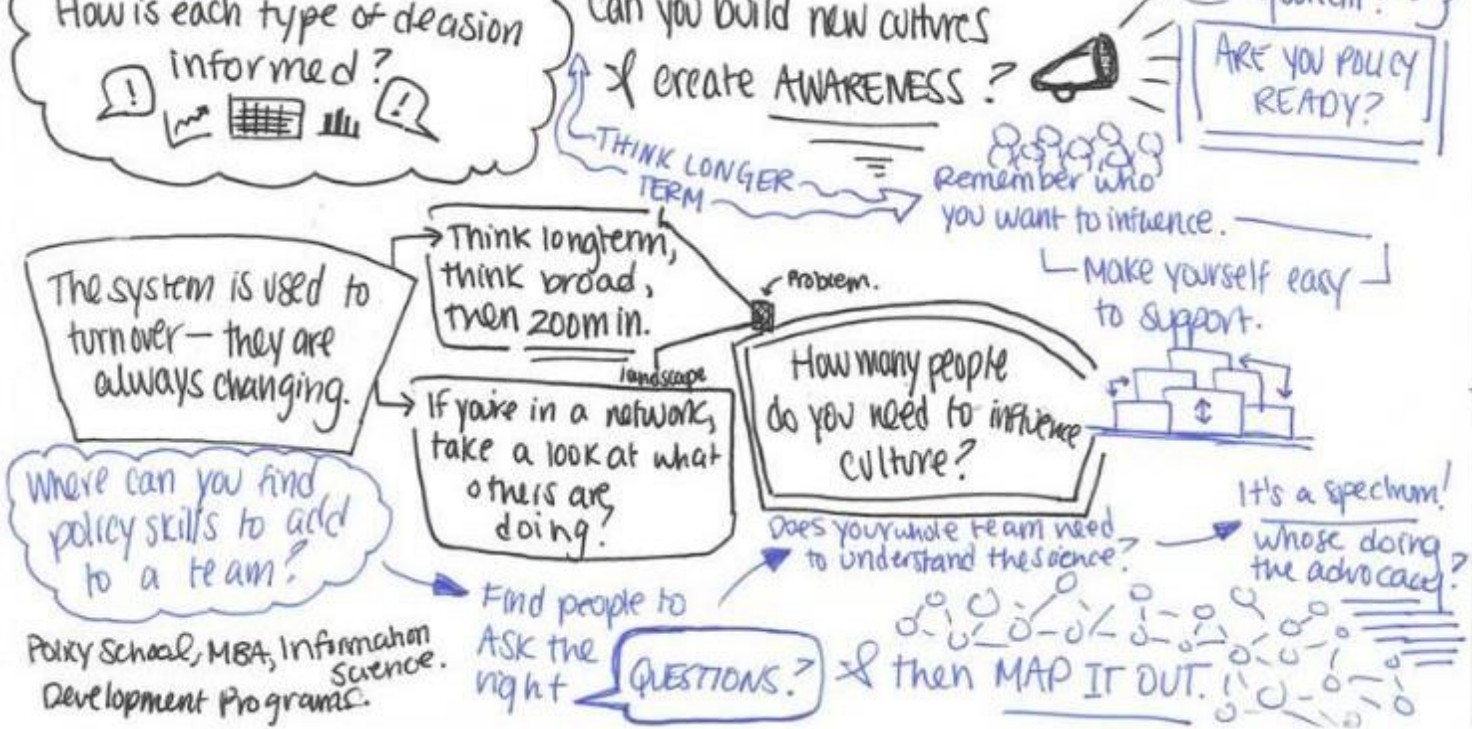 How is each type of decision
informed?
Can you build new cultures
& create AWARENESS?
ARE YOU POLICY
READY?
THINK LONGER
TERM
Remember who
you want to influence.
Make yourself easy
to support.
The system is used to
turnover – they are
always changing.
Think longterm,
think broad,
then zoom in.
Problem.
landscape
If you're in a network,
take a look at what
others are
doing!
How many people
do you need to influence
culture?
Where can you find
policy skills to add
to a team?
Policy School, MBA, Information
Science.
Development Programs.
Find people to
ASK the
right
QUESTIONS?
Does your whole team need
to understand the science?
It's a spectrum!
whose doing
the advocacy?
& then MAP IT OUT.